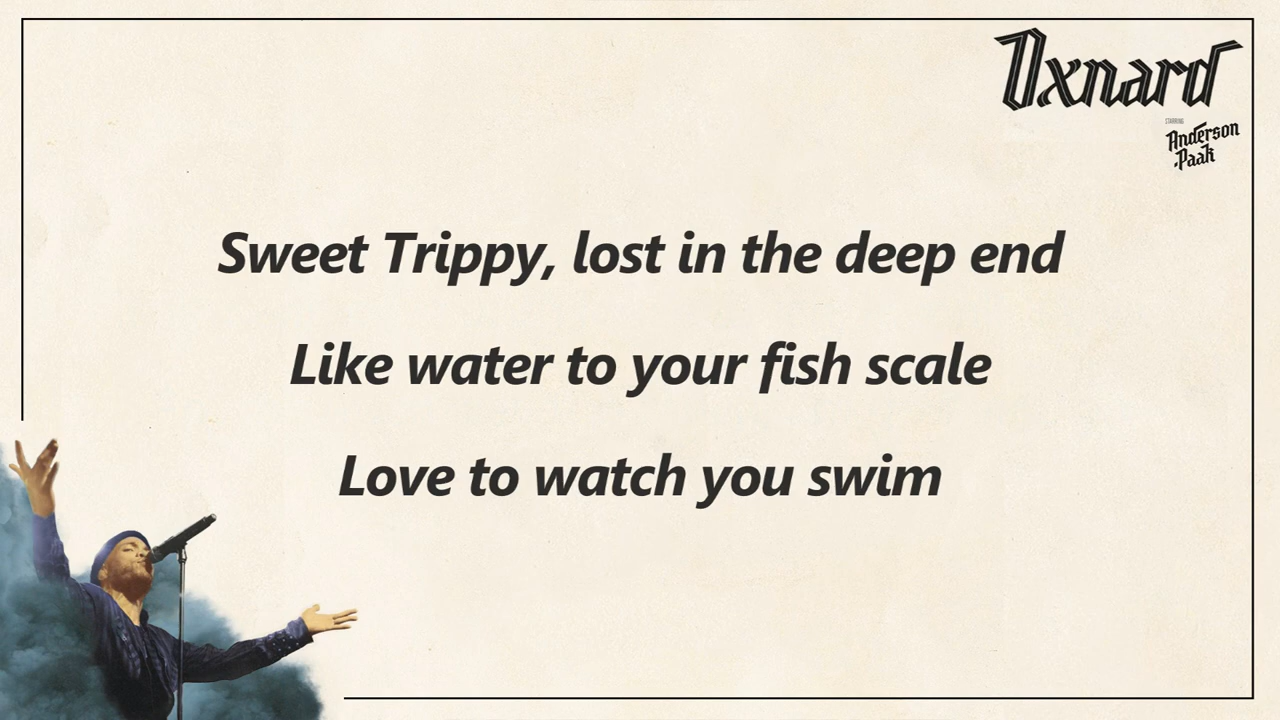 Oxnard
STARRING
Anderson
.Paak
Sweet Trippy, lost in the deep end
Like water to your fish scale
Love to watch you swim